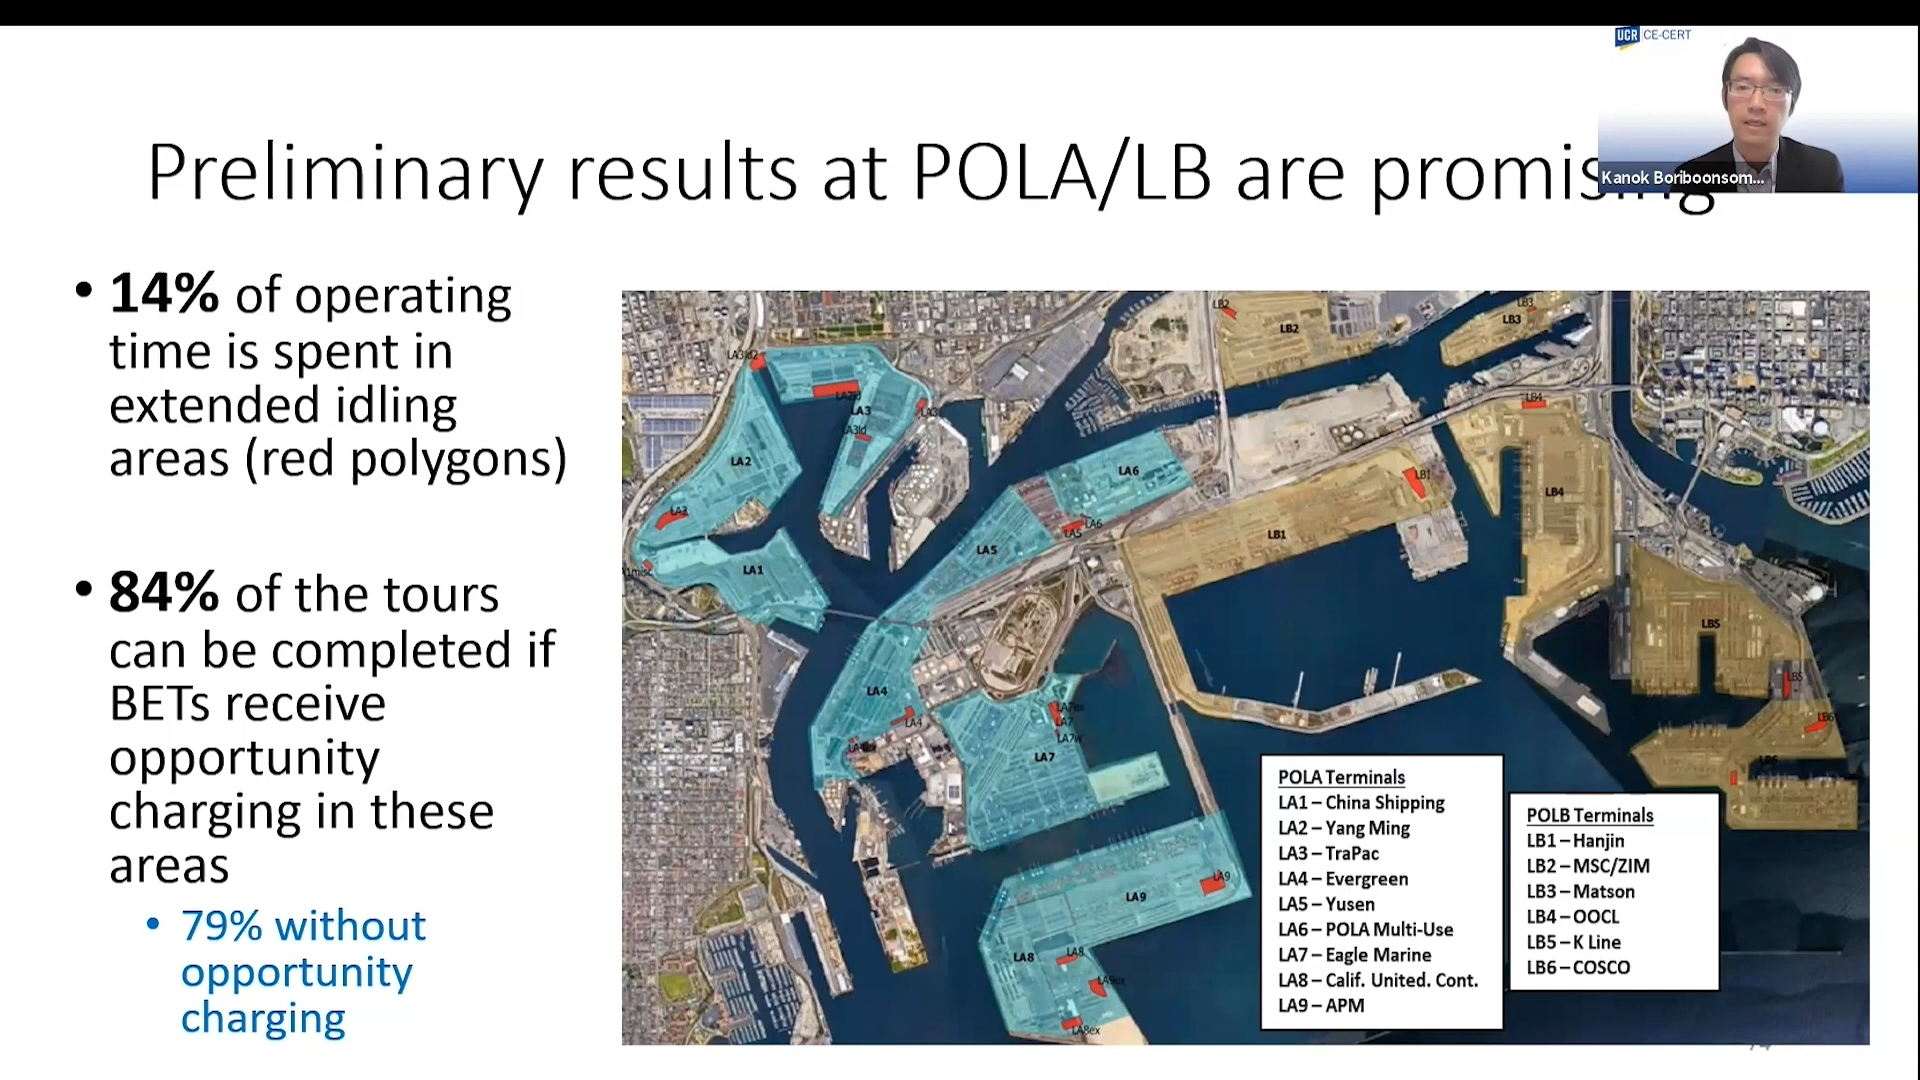 UCR CE-CERT
Kanok Boriboonsom...
Preliminary results at POLA/LB are promising
• 14% of operating
time is spent in
extended idling
areas (red polygons)
• 84% of the tours
can be completed if
BETs receive
opportunity
charging in these
areas
• 79% without
opportunity
charging
LB2
LB2
LB3
LB3
LA3ld2
LA2ld
LA3
LA3
LA3ld
LB4
LA2
LA6
LB1
LB4
LA2
LA6
LA5
LA5
LB1
LA1
LB5
LB5
LA4
LA4
LA7ex
LA7
LA7w
LA7
LB6
LB6
LA9
LA9
LA8
LA8
LA9ex
LA8ex
POLA Terminals
LA1 – China Shipping
LA2 – Yang Ming
LA3 – TraPac
LA4 – Evergreen
LA5 – Yusen
LA6 – POLA Multi-Use
LA7 – Eagle Marine
LA8 – Calif. United. Cont.
LA9 – APM
POLB Terminals
LB1 – Hanjin
LB2 – MSC/ZIM
LB3 – Matson
LB4 – OOCL
LB5 – K Line
LB6 – COSCO